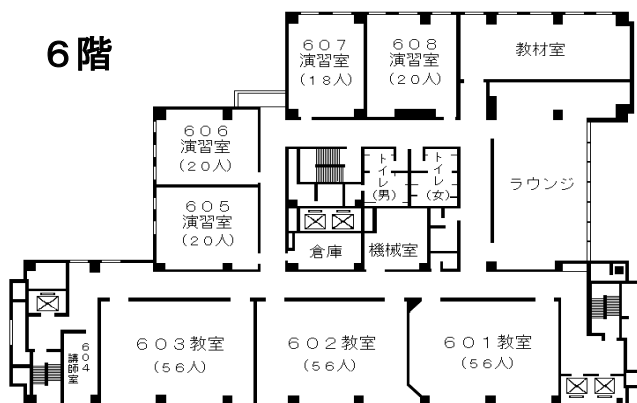 6階
607
演習室
(18人)
608
演習室
(20人)
教材室
606
演習室
(20人)
トイレ
(男)
トイレ
(女)
ラウンジ
605
演習室
(20人)
倉庫
機械室
603教室
(56人)
602教室
(56人)
601教室
(56人)
604
講師室